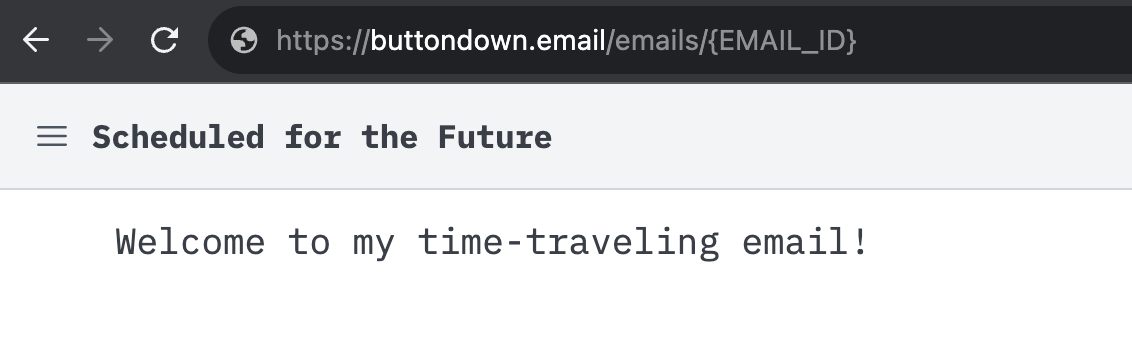 https://buttondown.email/emails/{EMAIL_ID}
Scheduled for the Future
Welcome to my time-traveling email!